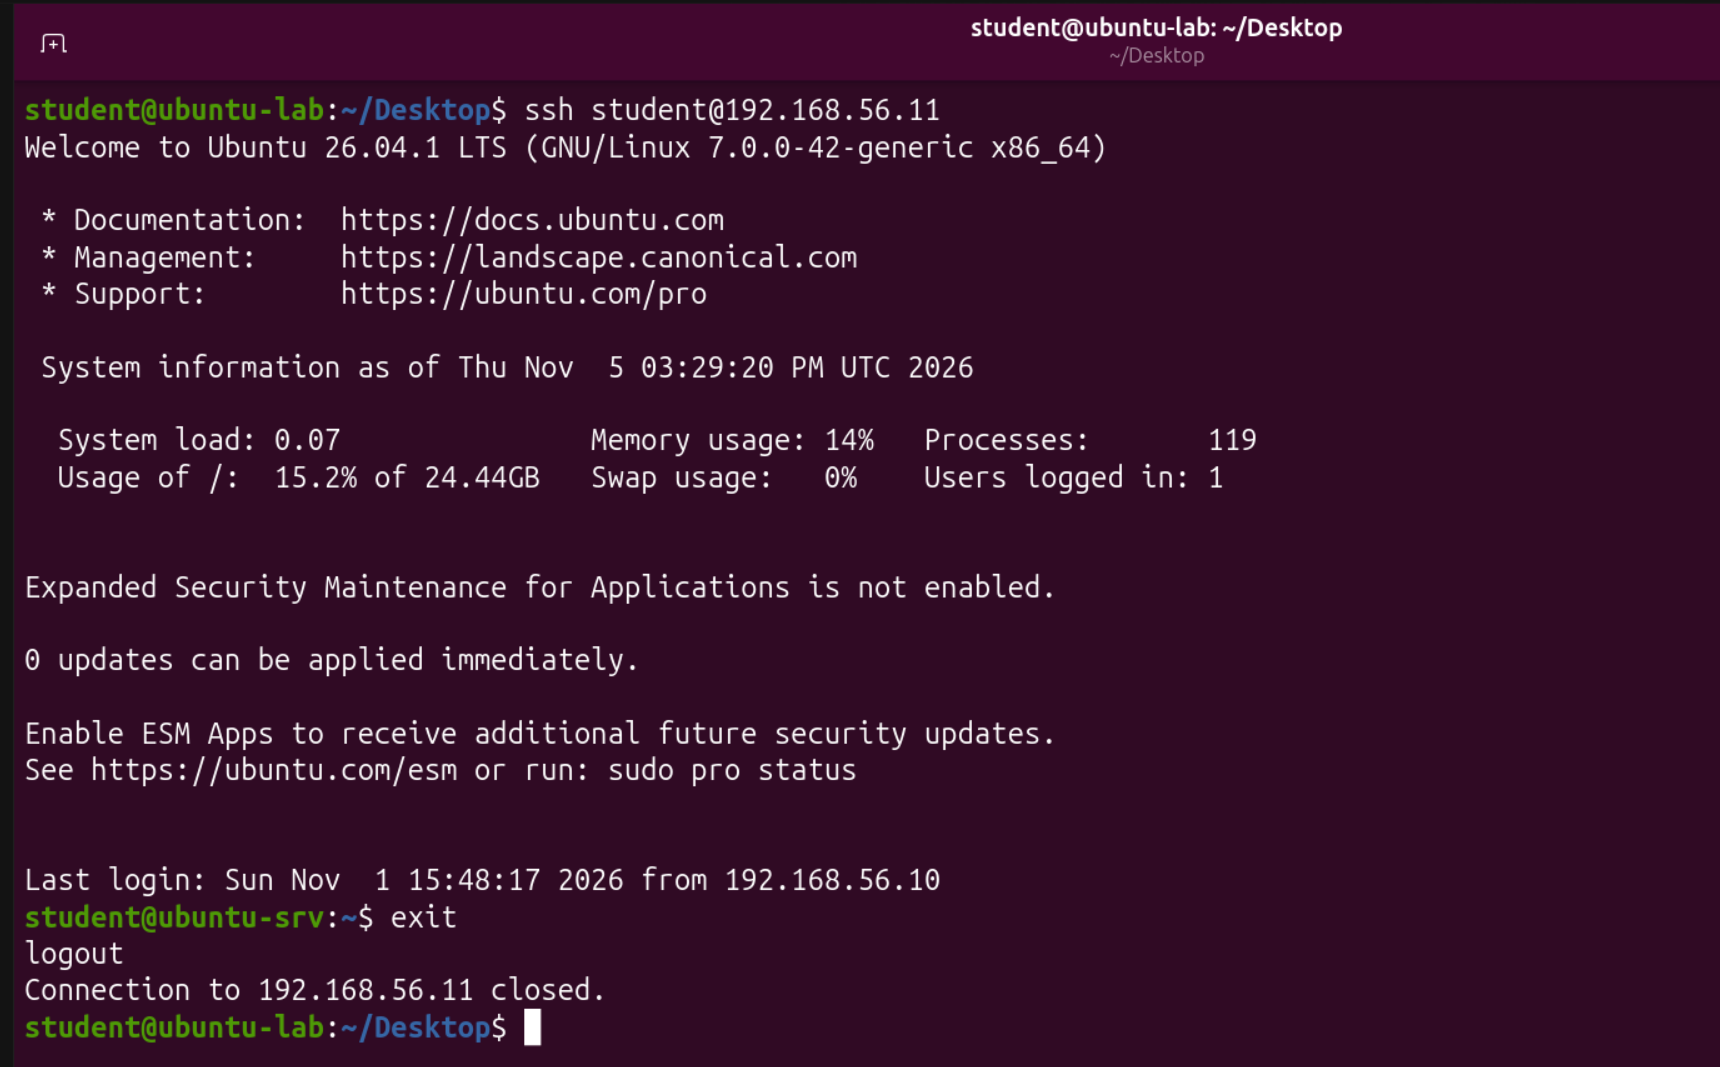 student@ubuntu-lab: ~/Desktop
~/Desktop
student@ubuntu-lab:~/Desktop$ ssh student@192.168.56.11
Welcome to Ubuntu 26.04.1 LTS (GNU/Linux 7.0.0-42-generic x86_64)
 * Documentation:  https://docs.ubuntu.com
 * Management:     https://landscape.canonical.com
 * Support:        https://ubuntu.com/pro
 System information as of Thu Nov  5 03:29:20 PM UTC 2026
  System load: 0.07               Memory usage: 14%   Processes:       119
  Usage of /:  15.2% of 24.44GB   Swap usage:   0%    Users logged in: 1
Expanded Security Maintenance for Applications is not enabled.
0 updates can be applied immediately.
Enable ESM Apps to receive additional future security updates.
See https://ubuntu.com/esm or run: sudo pro status
Last login: Sun Nov  1 15:48:17 2026 from 192.168.56.10
student@ubuntu-srv:~$ exit
logout
Connection to 192.168.56.11 closed.
student@ubuntu-lab:~/Desktop$